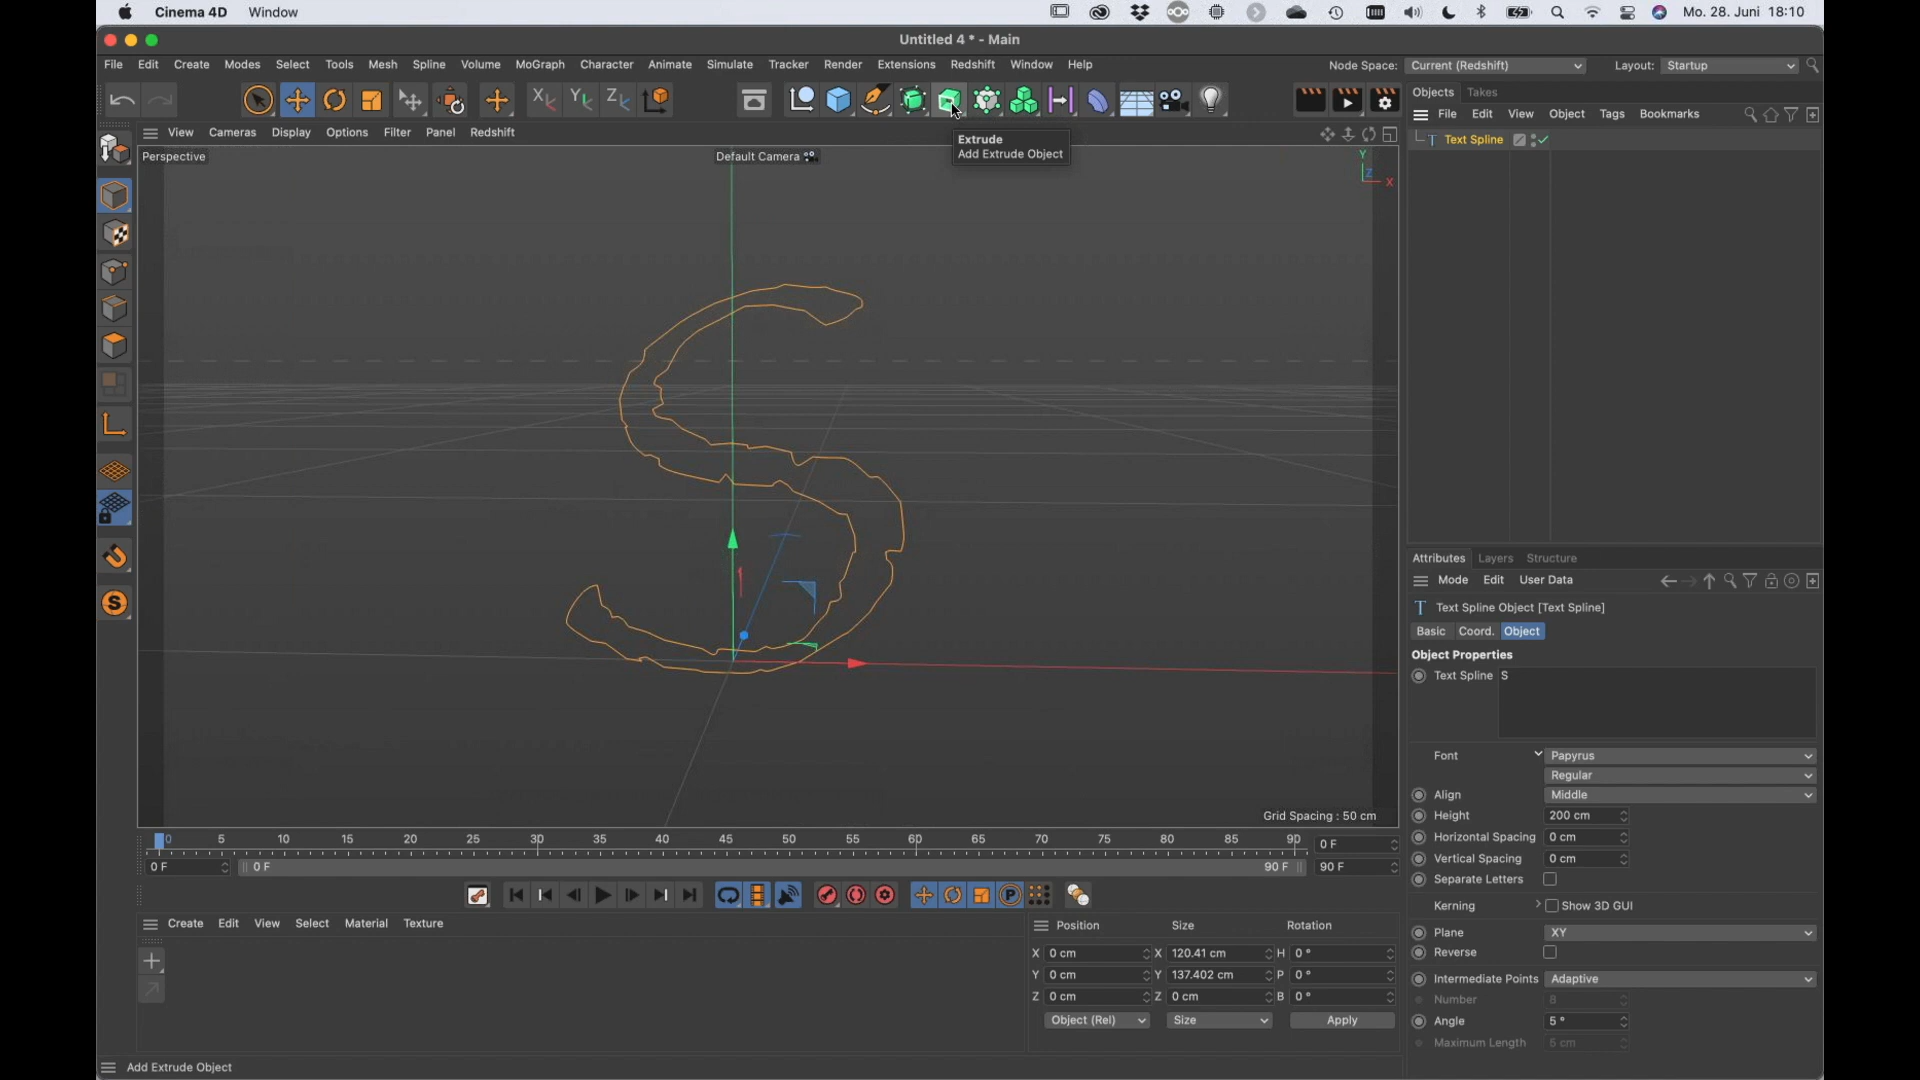 Cinema 4D Window Mo. 28. Juni 18:10
Untitled 4 * - Main
File Edit Create Modes Select Tools Mesh Spline Volume MoGraph Character Animate Simulate Tracker Render Extensions Redshift Window Help Node Space: Current (Redshift) Layout: Startup
X Y Z
Objects Takes
File Edit View Object Tags Bookmarks
View Cameras Display Options Filter Panel Redshift
Extrude
Add Extrude Object
Text Spline
Perspective Default Camera
Y
Z
X
Attributes Layers Structure
Mode Edit User Data
Text Spline Object [Text Spline]
Basic Coord. Object
Object Properties
Text Spline S
Font Papyrus
Regular
Align Middle
Height 200 cm
Horizontal Spacing 0 cm
Vertical Spacing 0 cm
Separate Letters
Kerning Show 3D GUI
Plane XY
Reverse
Intermediate Points Adaptive
Number 8
Angle 5 °
Maximum Length 5 cm
Grid Spacing : 50 cm
0 5 10 15 20 25 30 35 40 45 50 55 60 65 70 75 80 85 90 0 F
0 F 0 F 90 F 90 F
Create Edit View Select Material Texture
Position Size Rotation
X 0 cm X 120.41 cm H 0 °
Y 0 cm Y 137.402 cm P 0 °
Z 0 cm Z 0 cm B 0 °
Object (Rel) Size Apply
Add Extrude Object